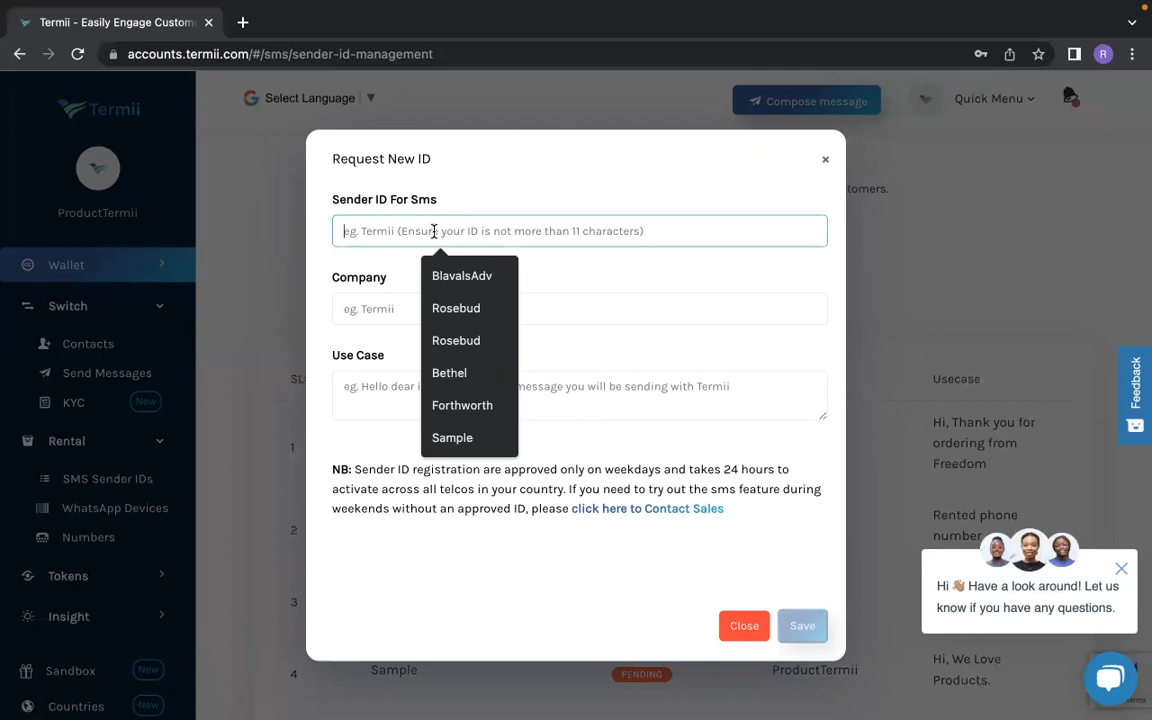 Termii - Easily Engage Custom
accounts.termii.com/#/sms/sender-id-management
R
Termii
ProductTermii
Wallet
Switch
Contacts
Send Messages
KYC
New
Rental
SMS Sender IDs
WhatsApp Devices
Numbers
Tokens
Insight
Sandbox
New
Countries
New
G Select Language
Compose message
Quick Menu
Request New ID
×
Sender ID For Sms
eg. Termii (Ensure your ID is not more than 11 characters)
BlavalsAdv
Rosebud
Rosebud
Bethel
Forthworth
Sample
Company
eg. Termii
Use Case
eg. Hello dear
message you will be sending with Termii
NB: Sender ID registration are approved only on weekdays and takes 24 hours to
activate across all telcos in your country. If you need to try out the sms feature during
weekends without an approved ID, please click here to Contact Sales
Close
Save
Usecase
1
Hi, Thank you for
ordering from
Freedom
2
Rented phone
number
3
4
Sample
PENDING
ProductTermii
Hi, We Love
Products.
Feedback
Hi 👋🏽 Have a look around! Let us
know if you have any questions.